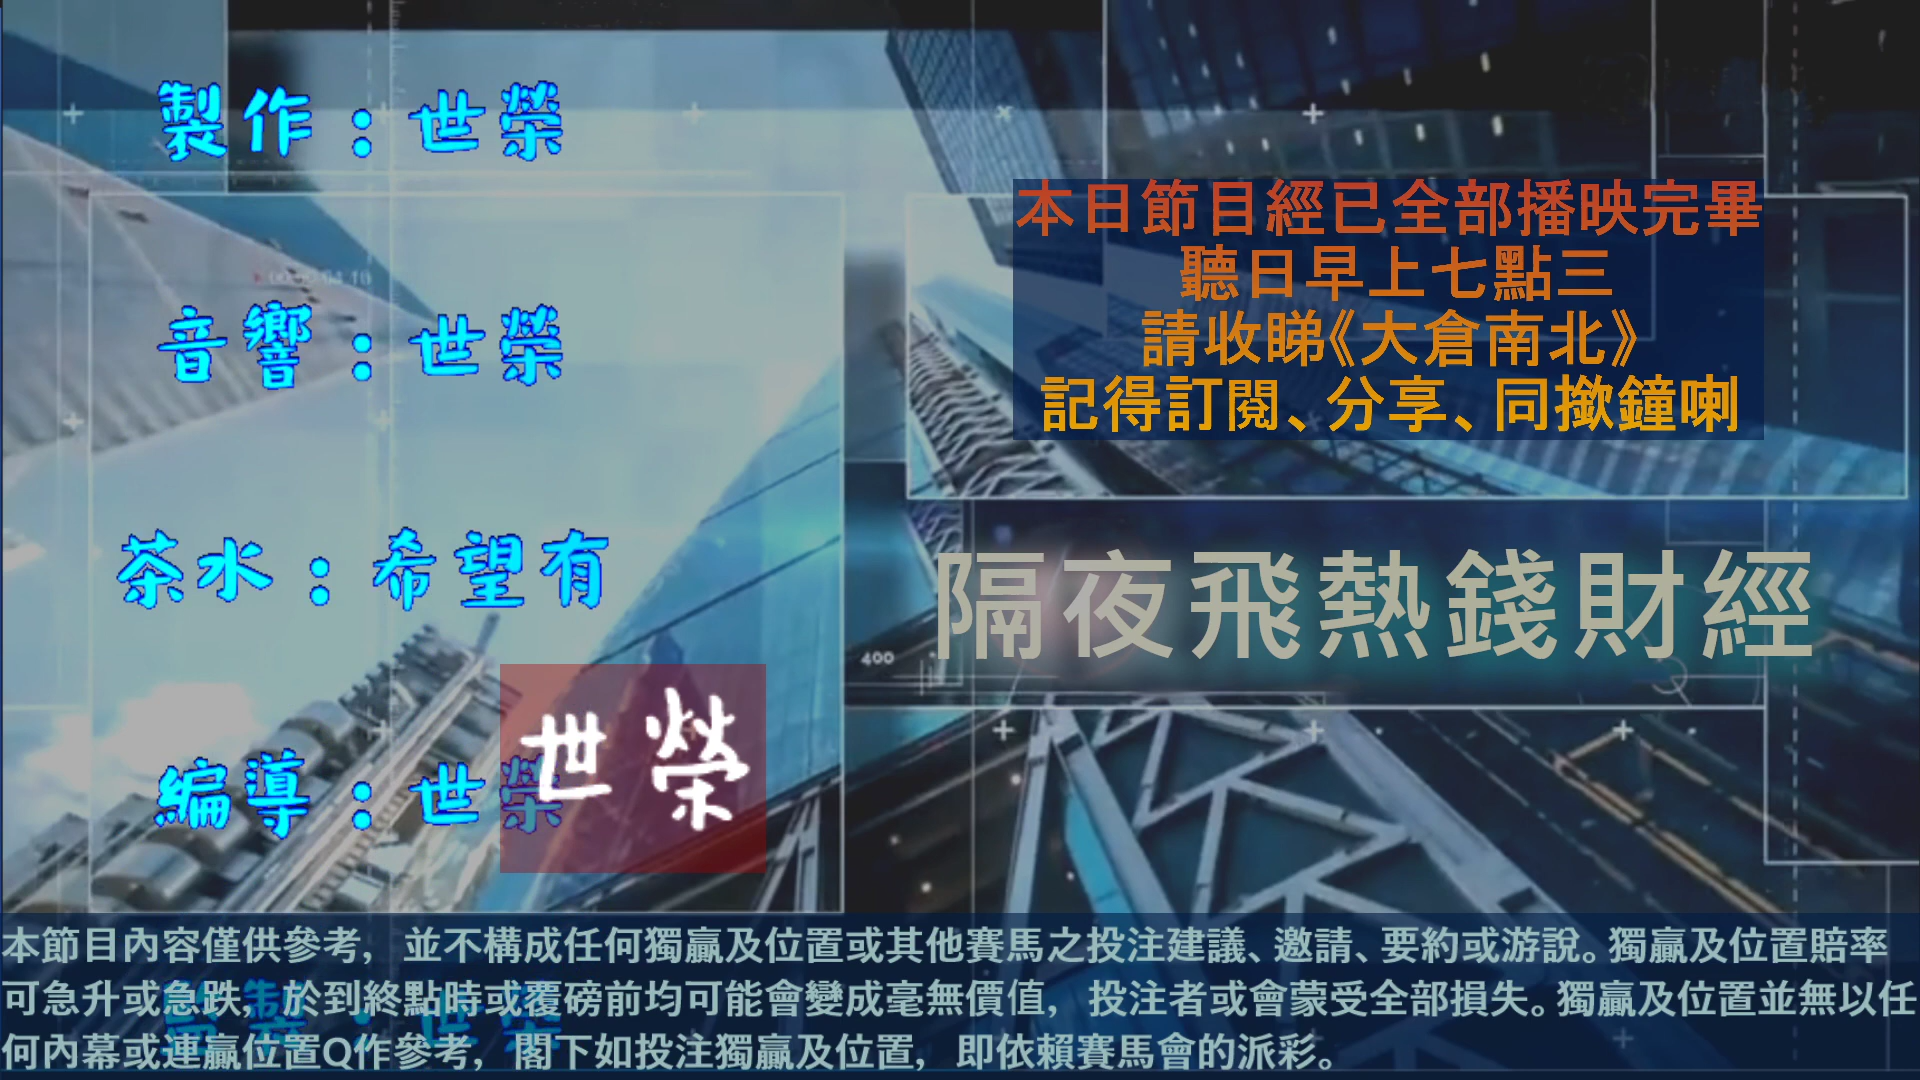 製作：世榮
音響：世榮
茶水：希望有
編導：世榮
世榮
本日節目經已全部播映完畢
聽日早上七點三
請收睇《大倉南北》
記得訂閱、分享、同撳鐘喇
隔夜飛熱錢財經
400
本節目內容僅供參考，並不構成任何獨贏及位置或其他賽馬之投注建議、邀請、要約或游說。獨贏及位置賠率
可急升或急跌，於到終點時或覆磅前均可能會變成毫無價值，投注者或會蒙受全部損失。獨贏及位置並無以任
何內幕或連贏位置Q作參考，閣下如投注獨贏及位置，即依賴賽馬會的派彩。
監製：世榮